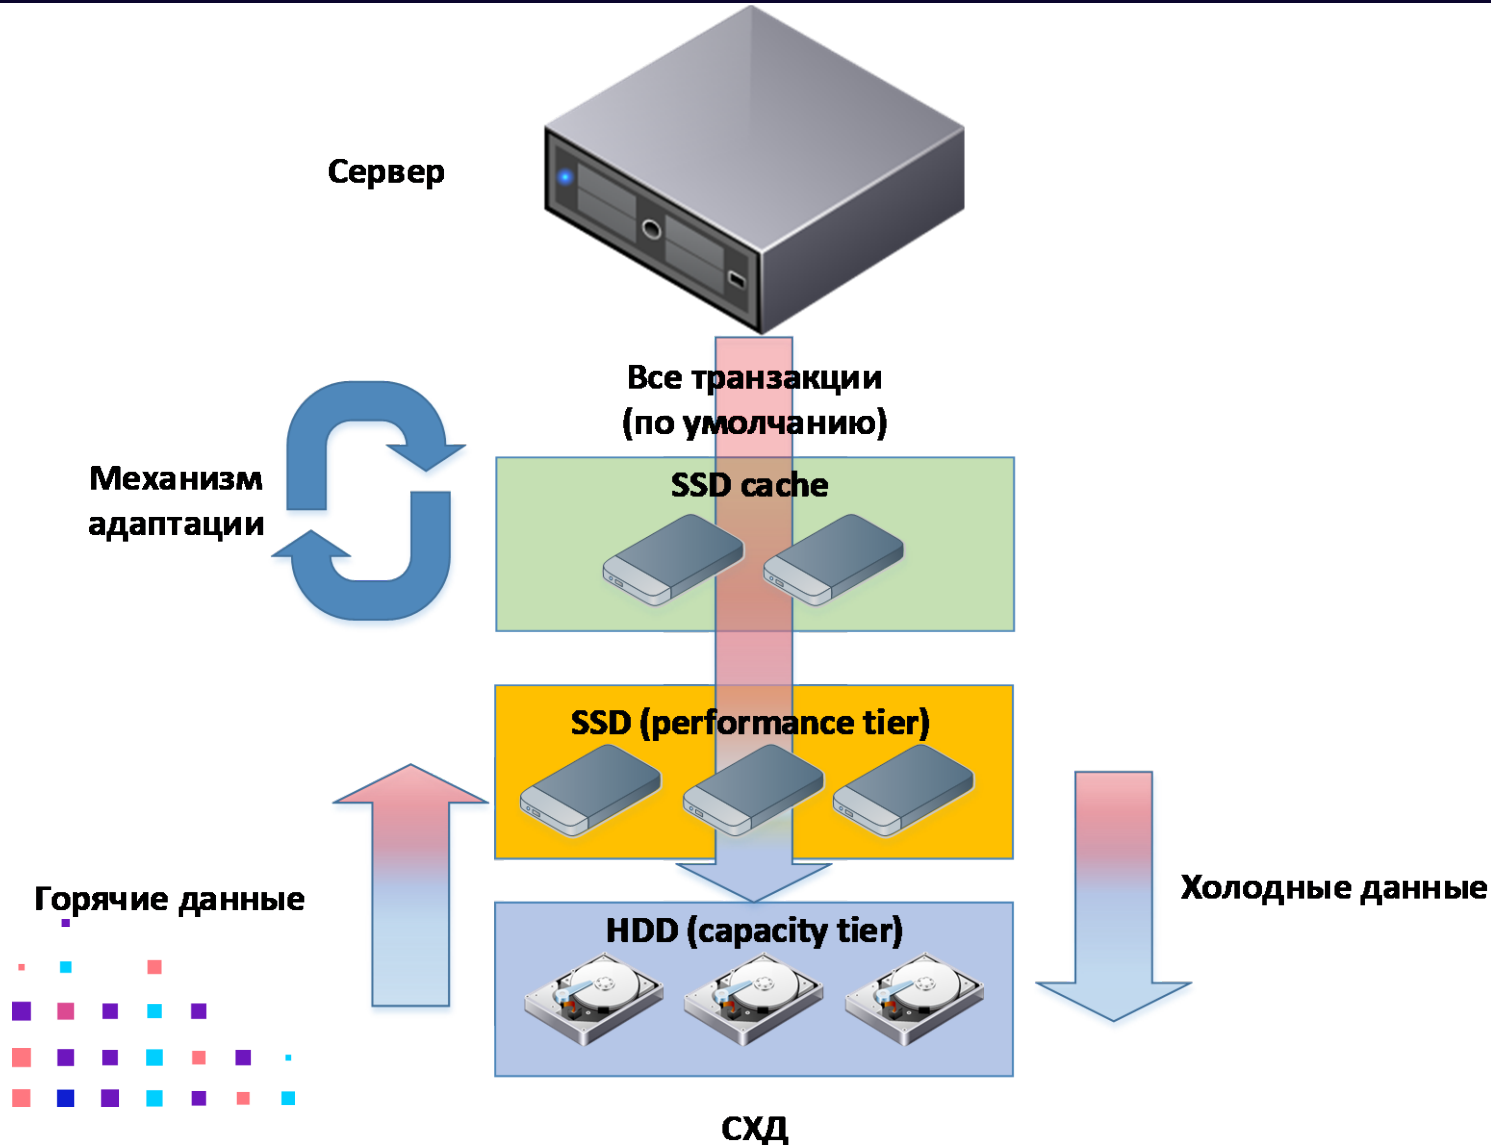 Сервер
Все транзакции
(по умолчанию)
Механизм
адаптации
SSD cache
SSD (performance tier)
Горячие данные
Холодные данные
HDD (capacity tier)
СХД